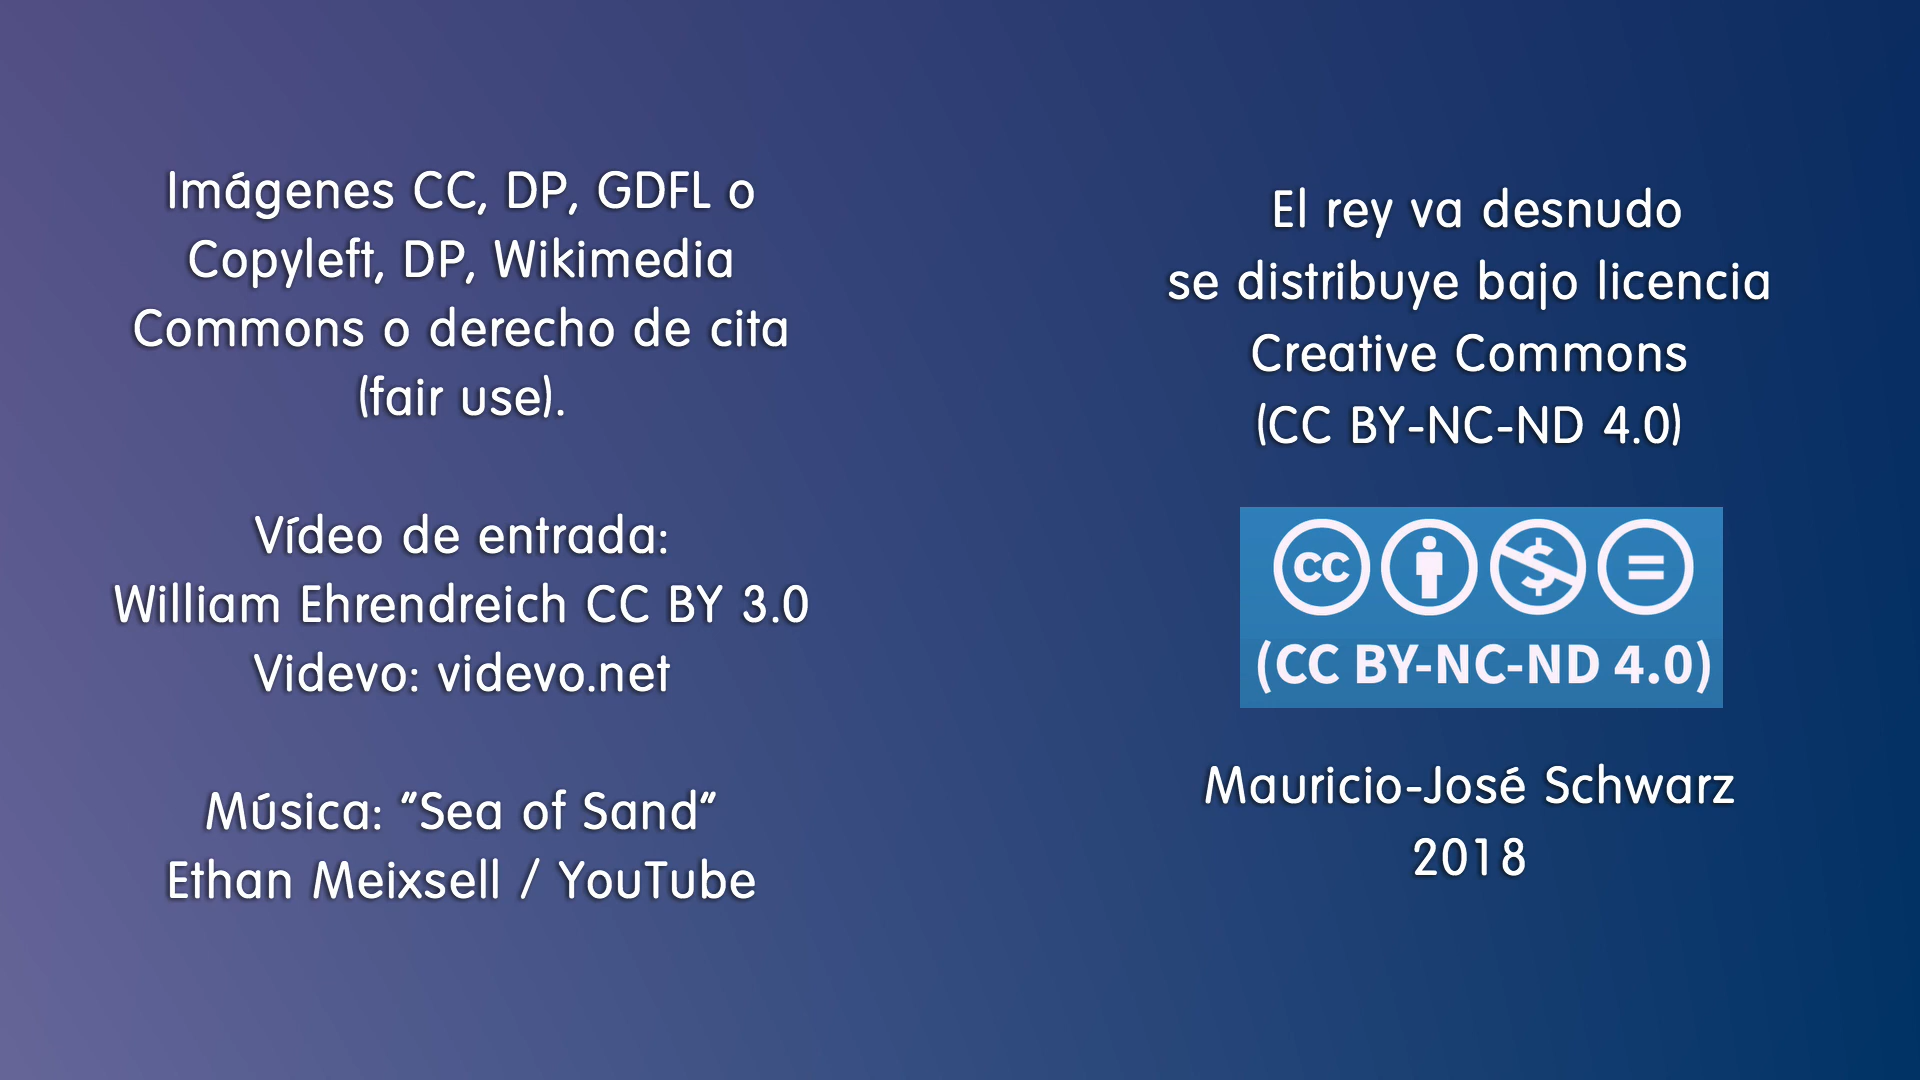 Imágenes CC, DP, GDFL o
Copyleft, DP, Wikimedia
Commons o derecho de cita
(fair use).
Vídeo de entrada:
William Ehrendreich CC BY 3.0
Videvo: videvo.net
Música: "Sea of Sand"
Ethan Meixsell / YouTube
El rey va desnudo
se distribuye bajo licencia
Creative Commons
(CC BY-NC-ND 4.0)
cc $ =
(CC BY-NC-ND 4.0)
Mauricio-José Schwarz
2018